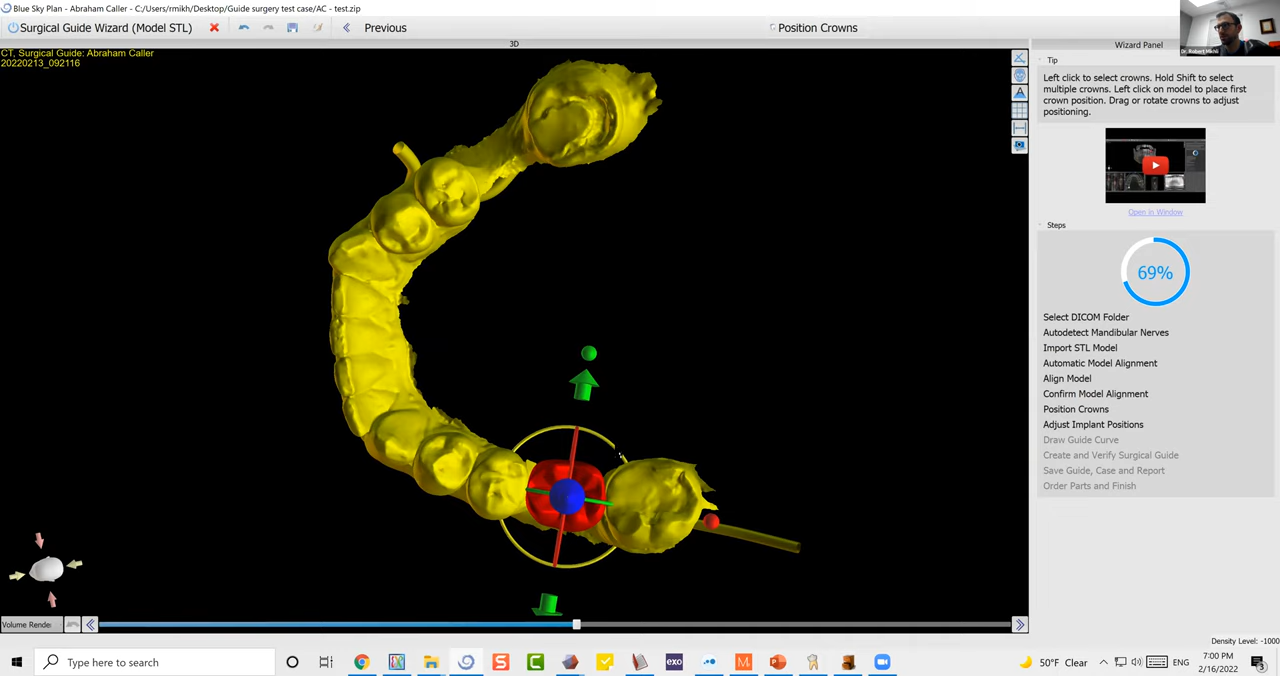 Blue Sky Plan - Abraham Caller - C:/Users/rmikh/Desktop/Guide surgery test case/AC - test.zip
Surgical Guide Wizard (Model STL)
Previous
Position Crowns
3D
CT, Surgical Guide: Abraham Caller
20220213_092116
Dr. Robert Mikhli
Wizard Panel
Tip
Left click to select crowns. Hold Shift to select
multiple crowns. Left click on model to place first
crown position. Drag or rotate crowns to adjust
positioning.
Open in Window
Steps
69%
Select DICOM Folder
Autodetect Mandibular Nerves
Import STL Model
Automatic Model Alignment
Align Model
Confirm Model Alignment
Position Crowns
Adjust Implant Positions
Draw Guide Curve
Create and Verify Surgical Guide
Save Guide, Case and Report
Order Parts and Finish
Volume Rende
Density Level: -1000
Type here to search
S
C
exo
M
P
50°F Clear
ENG
7:00 PM
2/16/2022
3